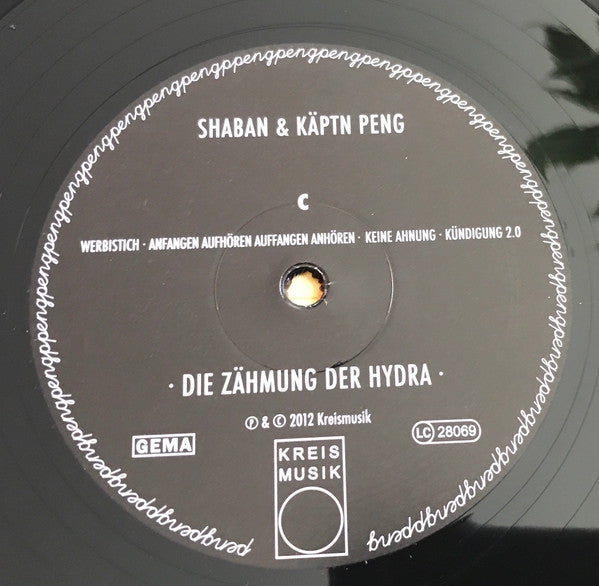 SHABAN & KÄPTN PENG
C
WERBISTICH · ANFANGEN AUFHÖREN AUFFANGEN ANHÖREN · KEINE AHNUNG · KÜNDIGUNG 2.0
· DIE ZÄHMUNG DER HYDRA ·
℗ & © 2012 Kreismusik
GEMA
LC 28069
KREIS
MUSIK